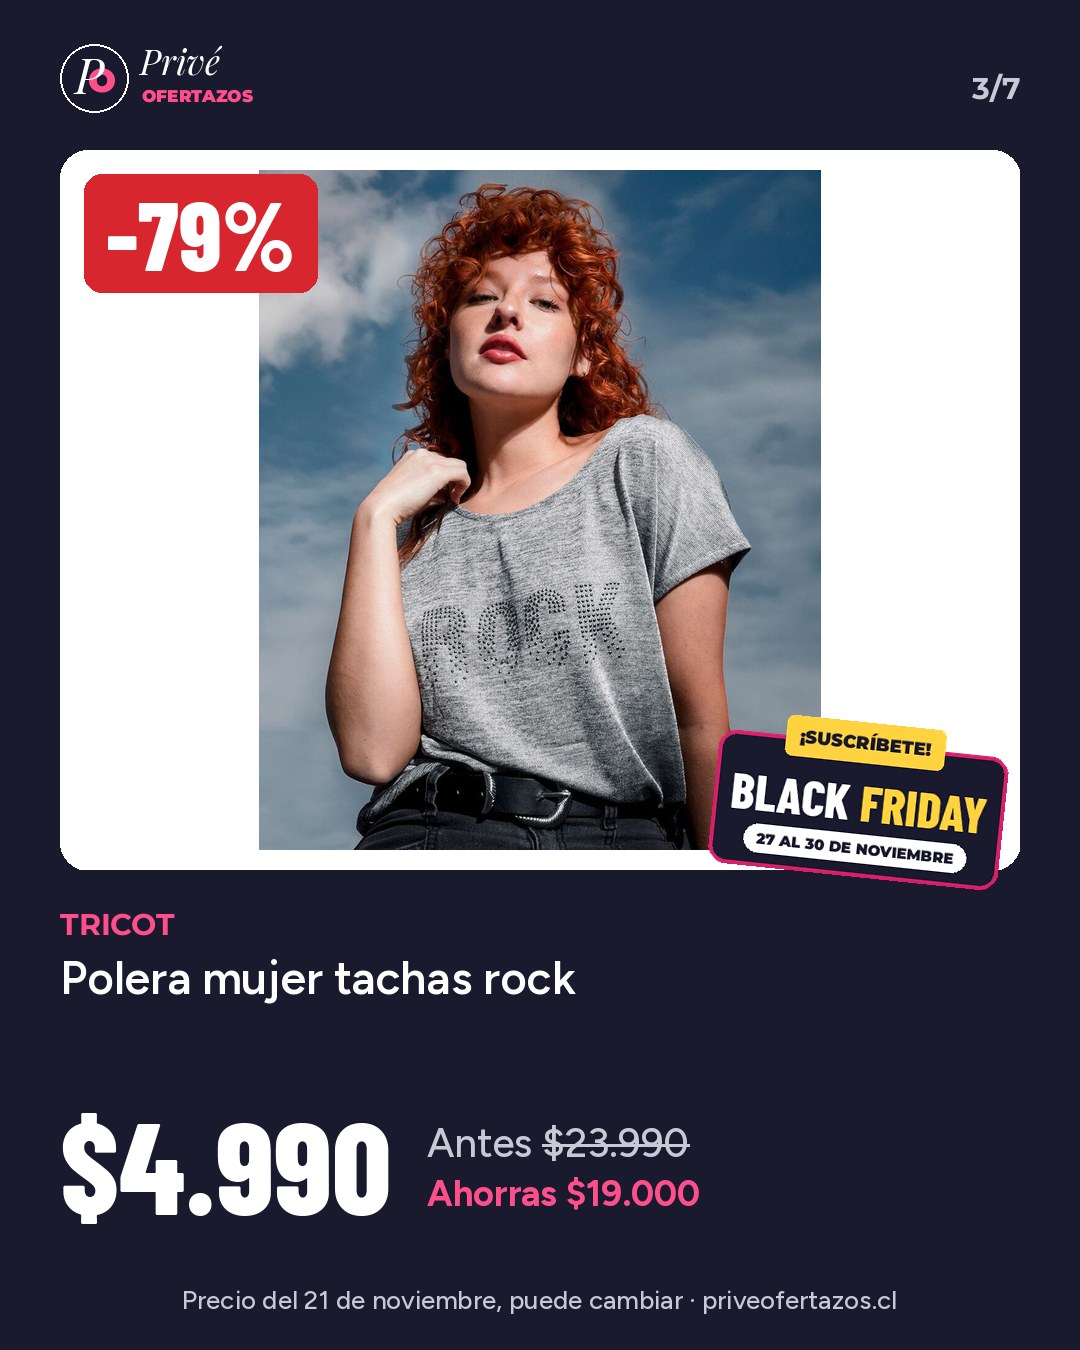 Privé
OFERTAZOS
3/7
-79%
ROCK
¡SUSCRÍBETE!
BLACK FRIDAY
27 AL 30 DE NOVIEMBRE
TRICOT
Polera mujer tachas rock
$4.990
Antes $23.990
Ahorras $19.000
Precio del 21 de noviembre, puede cambiar · priveofertazos.cl